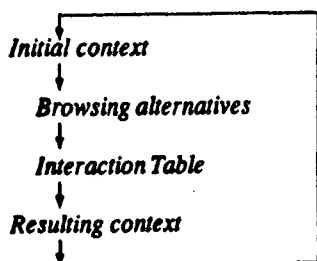 Initial context
Browsing alternatives
Interaction Table
Resulting context